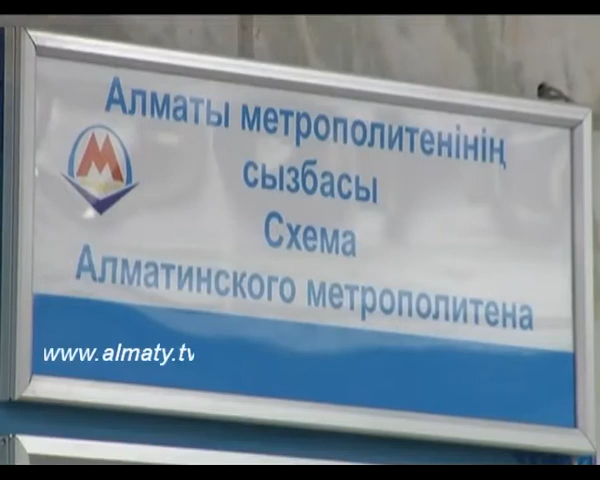 Алматы метрополитенінің
сызбасы
Схема
Алматинского метрополитена
М
www.almaty.tv